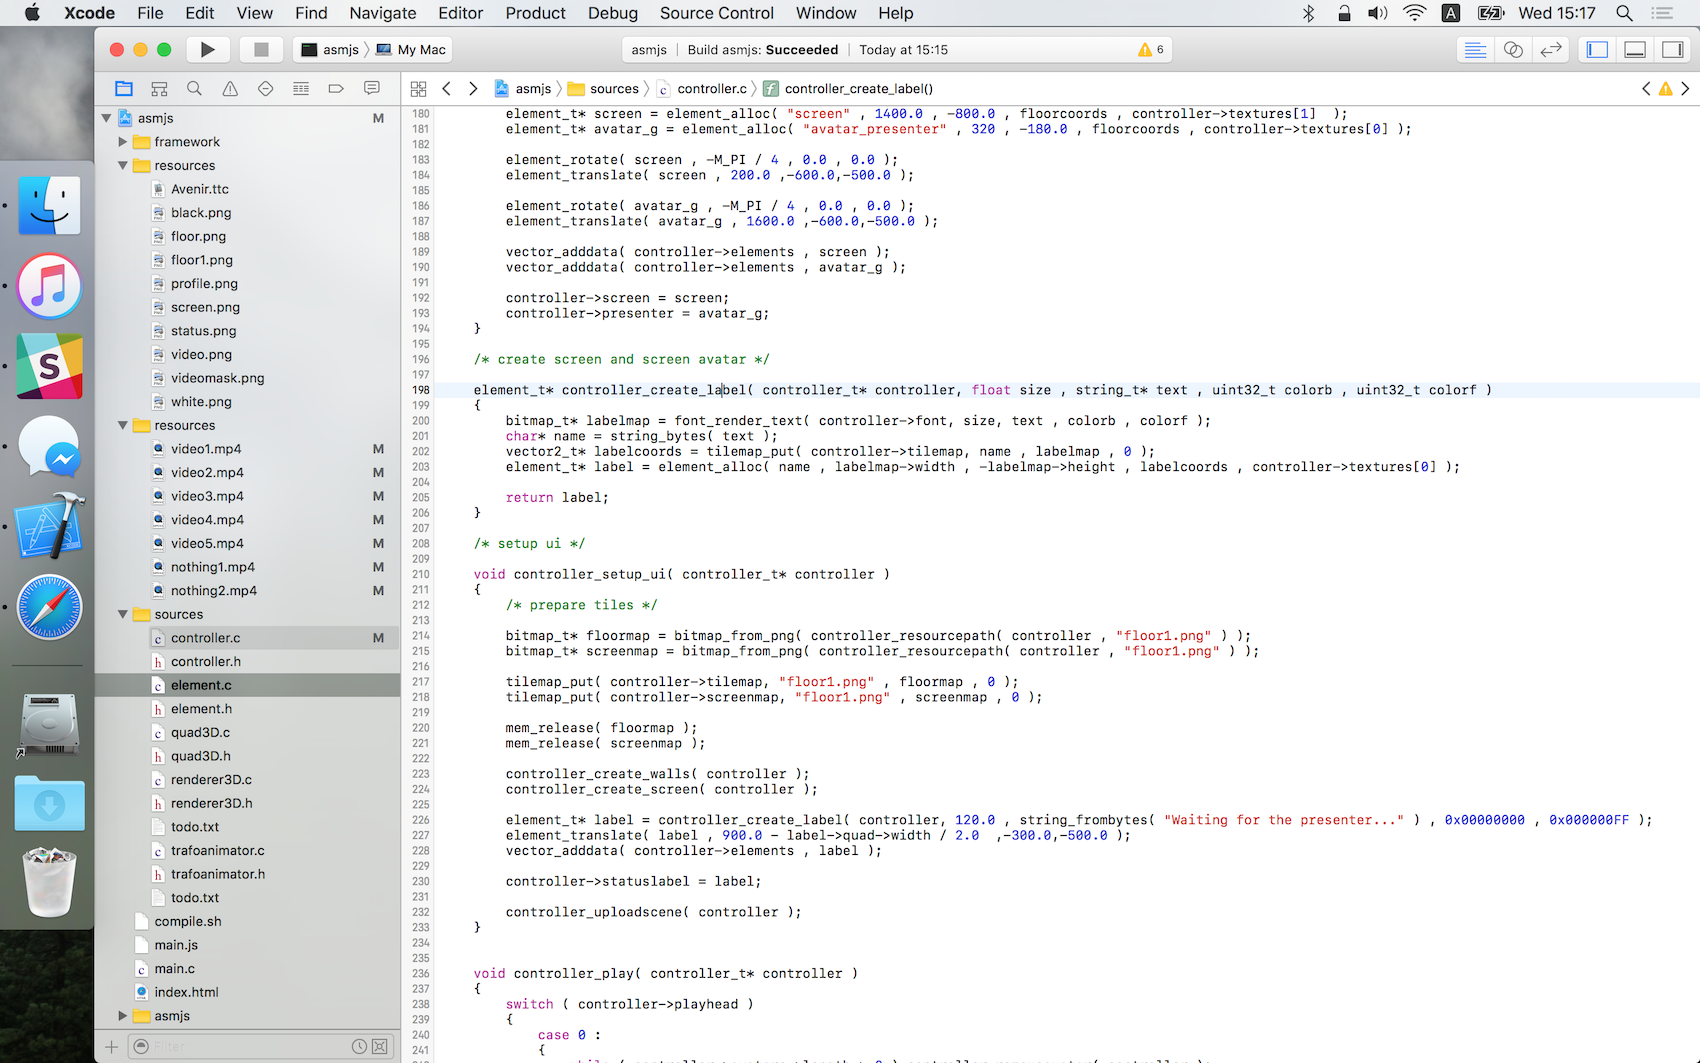 Xcode File Edit View Find Navigate Editor Product Debug Source Control Window Help A Wed 15:17
asmjs My Mac asmjs | Build asmjs: Succeeded | Today at 15:15 6
asmjs sources c controller.c f controller_create_label()
asmjs M
framework
resources
Avenir.ttc
black.png
floor.png
floor1.png
profile.png
screen.png
status.png
video.png
videomask.png
white.png
resources
video1.mp4 M
video2.mp4 M
video3.mp4 M
video4.mp4 M
video5.mp4 M
nothing1.mp4 M
nothing2.mp4 M
sources
c controller.c M
h controller.h
c element.c
h element.h
c quad3D.c
h quad3D.h
c renderer3D.c
h renderer3D.h
todo.txt
c trafoanimator.c
h trafoanimator.h
todo.txt
compile.sh
main.js
c main.c
index.html
asmjs
Filter
S
180 element_t* screen = element_alloc( "screen" , 1400.0 , -800.0 , floorcoords , controller->textures[1] );
181 element_t* avatar_g = element_alloc( "avatar_presenter" , 320 , -180.0 , floorcoords , controller->textures[0] );
182
183 element_rotate( screen , -M_PI / 4 , 0.0 , 0.0 );
184 element_translate( screen , 200.0 ,-600.0,-500.0 );
185
186 element_rotate( avatar_g , -M_PI / 4 , 0.0 , 0.0 );
187 element_translate( avatar_g , 1600.0 ,-600.0,-500.0 );
188
189 vector_adddata( controller->elements , screen );
190 vector_adddata( controller->elements , avatar_g );
191
192 controller->screen = screen;
193 controller->presenter = avatar_g;
194 }
195
196 /* create screen and screen avatar */
197
198 element_t* controller_create_label( controller_t* controller, float size , string_t* text , uint32_t colorb , uint32_t colorf )
199 {
200 bitmap_t* labelmap = font_render_text( controller->font, size, text , colorb , colorf );
201 char* name = string_bytes( text );
202 vector2_t* labelcoords = tilemap_put( controller->tilemap, name , labelmap , 0 );
203 element_t* label = element_alloc( name , labelmap->width , -labelmap->height , labelcoords , controller->textures[0] );
204
205 return label;
206 }
207
208 /* setup ui */
209
210 void controller_setup_ui( controller_t* controller )
211 {
212 /* prepare tiles */
213
214 bitmap_t* floormap = bitmap_from_png( controller_resourcepath( controller , "floor1.png" ) );
215 bitmap_t* screenmap = bitmap_from_png( controller_resourcepath( controller , "floor1.png" ) );
216
217 tilemap_put( controller->tilemap, "floor1.png" , floormap , 0 );
218 tilemap_put( controller->screenmap, "floor1.png" , screenmap , 0 );
219
220 mem_release( floormap );
221 mem_release( screenmap );
222
223 controller_create_walls( controller );
224 controller_create_screen( controller );
225
226 element_t* label = controller_create_label( controller, 120.0 , string_frombytes( "Waiting for the presenter..." ) , 0x00000000 , 0x000000FF );
227 element_translate( label , 900.0 - label->quad->width / 2.0 ,-300.0,-500.0 );
228 vector_adddata( controller->elements , label );
229
230 controller->statuslabel = label;
231
232 controller_uploadscene( controller );
233 }
234
235
236 void controller_play( controller_t* controller )
237 {
238 switch ( controller->playhead )
239 {
240 case 0 :
241 {